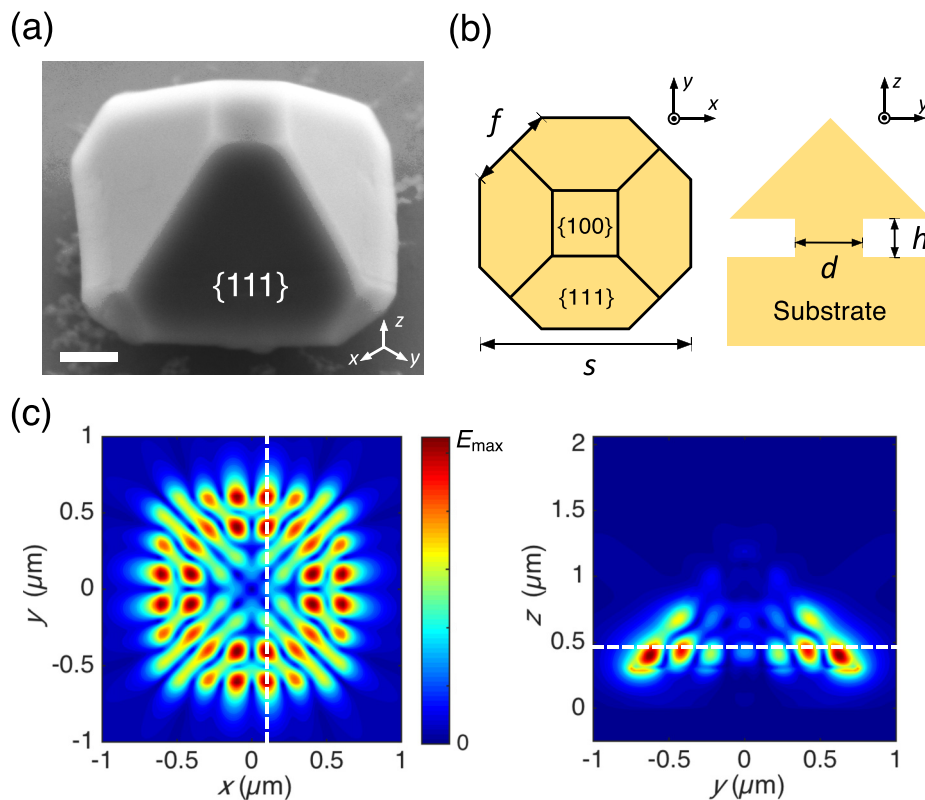 (a)
{111}
z
x
y
(b)
f
{100}
{111}
s
y
x
z
y
h
d
Substrate
(c)
1
0.5
0
-0.5
-1
y (μm)
-1
-0.5
0
0.5
1
x (μm)
Emax
0
2
1.5
1
0.5
0
z (μm)
-1
-0.5
0
0.5
1
y (μm)